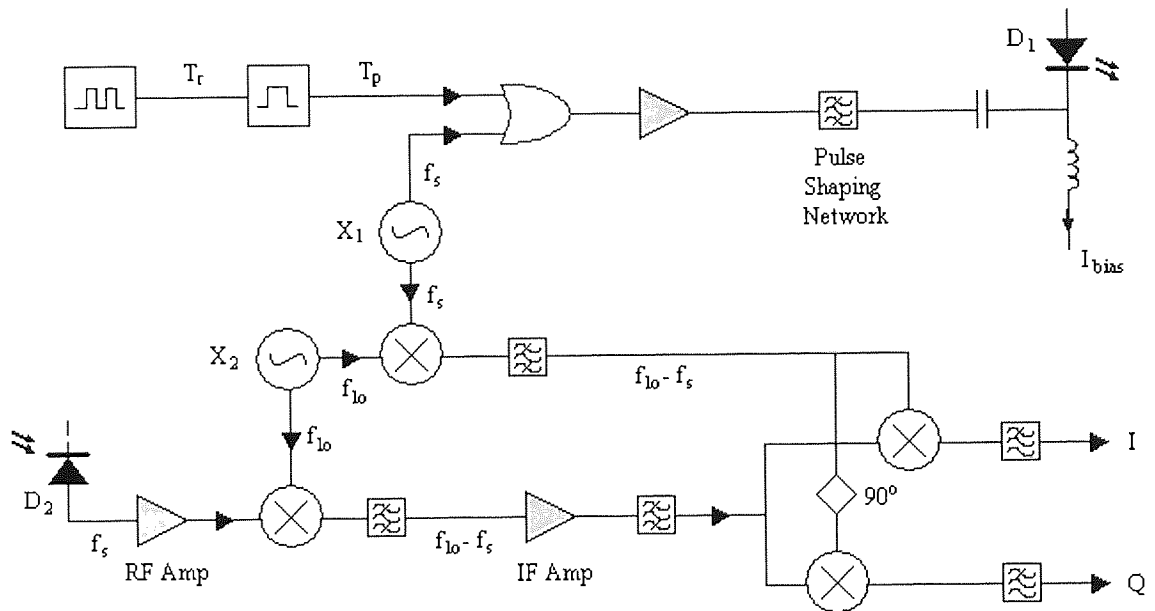 D1
Tr
Tp
fs
Pulse
Shaping
Network
X1
Ibias
fs
X2
flo
flo - fs
flo
I
D2
90º
fs
flo - fs
RF Amp
IF Amp
Q